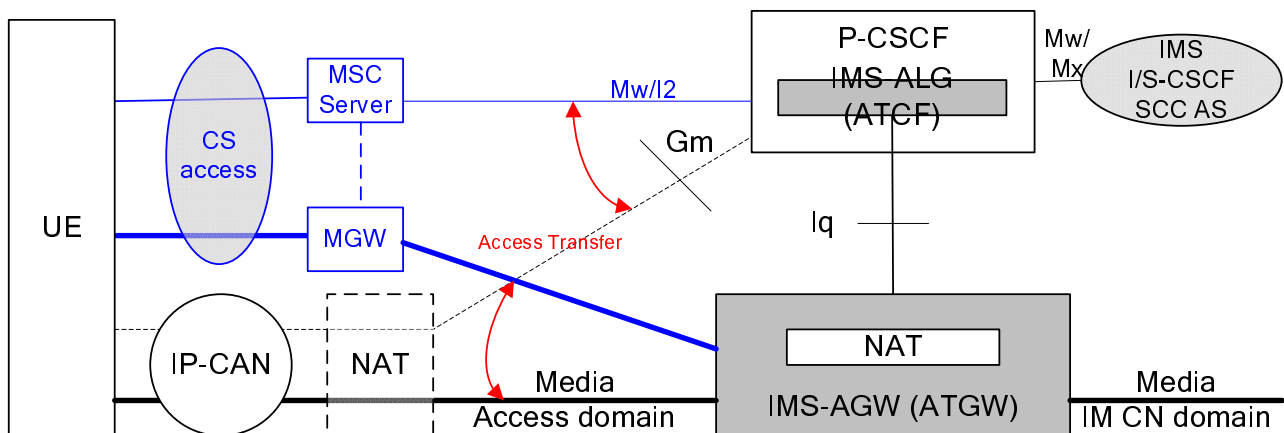 UE
CS
access
MSC
Server
MGW
Mw/I2
P-CSCF
IMS-ALG
(ATCF)
Mw/
Mx
IMS
I/S-CSCF
SCC AS
Gm
Iq
Access Transfer
IP-CAN
NAT
Media
Access domain
NAT
IMS-AGW (ATGW)
Media
IM CN domain